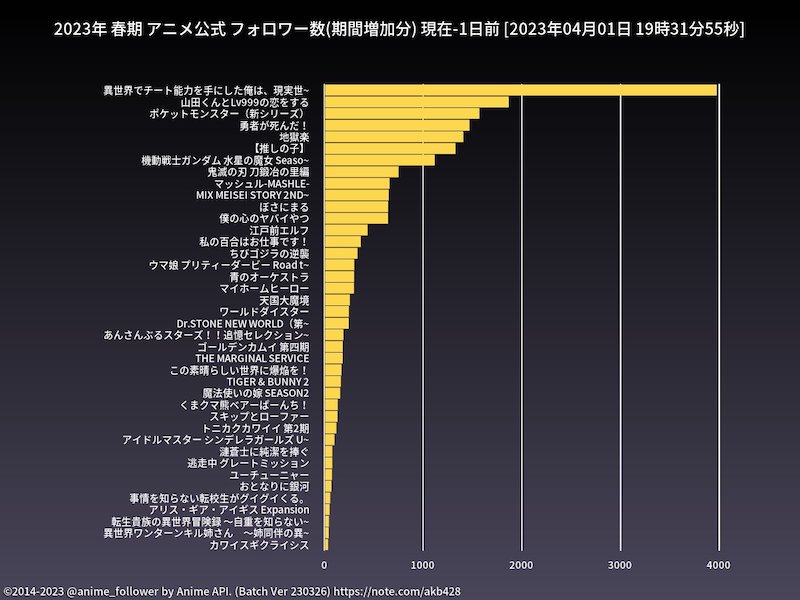 2023年 春期 アニメ公式 フォロワー数(期間増加分) 現在-1日前 [2023年04月01日 19時31分55秒]
異世界でチート能力を手にした俺は、現実世~
山田くんとLv999の恋をする
ポケットモンスター（新シリーズ）
勇者が死んだ！
地獄楽
【推しの子】
機動戦士ガンダム 水星の魔女 Seaso~
鬼滅の刃 刀鍛冶の里編
マッシュル-MASHLE-
MIX MEISEI STORY 2ND~
ぽさにまる
僕の心のヤバイやつ
江戸前エルフ
私の百合はお仕事です！
ちびゴジラの逆襲
ウマ娘 プリティーダービー Road t~
青のオーケストラ
マイホームヒーロー
天国大魔境
ワールドダイスター
Dr.STONE NEW WORLD（第~
あんさんぶるスターズ！！追憶セレクション~
ゴールデンカムイ 第四期
THE MARGINAL SERVICE
この素晴らしい世界に爆焔を！
TIGER & BUNNY 2
魔法使いの嫁 SEASON2
くまクマ熊ベアーぱーんち！
スキップとローファー
トニカクカワイイ 第2期
アイドルマスター シンデレラガールズ U~
漣蒼士に純潔を捧ぐ
逃走中 グレートミッション
ユーチューニャー
おとなりに銀河
事情を知らない転校生がグイグイくる。
アリス・ギア・アイギス Expansion
転生貴族の異世界冒険録 ～自重を知らない~
異世界ワンターンキル姉さん　～姉同伴の異~
カワイスギクライシス
0 1000 2000 3000 4000
©2014-2023 @anime_follower by Anime API. (Batch Ver 230326) https://note.com/akb428